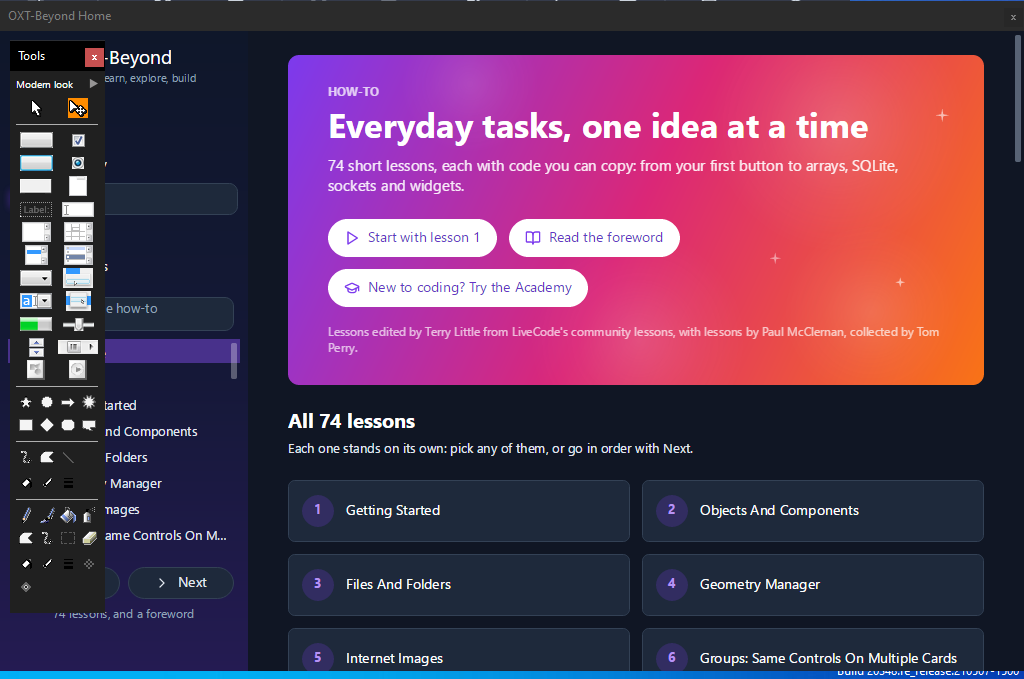 OXT-Beyond Home
Tools
Modern look
Label:
-Beyond
earn, explore, build
e how-to
tarted
nd Components
Folders
Manager
mages
ame Controls On M...
Next
74 lessons, and a foreword
HOW-TO
Everyday tasks, one idea at a time
74 short lessons, each with code you can copy: from your first button to arrays, SQLite,
sockets and widgets.
Start with lesson 1
Read the foreword
New to coding? Try the Academy
Lessons edited by Terry Little from LiveCode's community lessons, with lessons by Paul McClernan, collected by Tom
Perry.
All 74 lessons
Each one stands on its own: pick any of them, or go in order with Next.
1 Getting Started
2 Objects And Components
3 Files And Folders
4 Geometry Manager
5 Internet Images
6 Groups: Same Controls On Multiple Cards